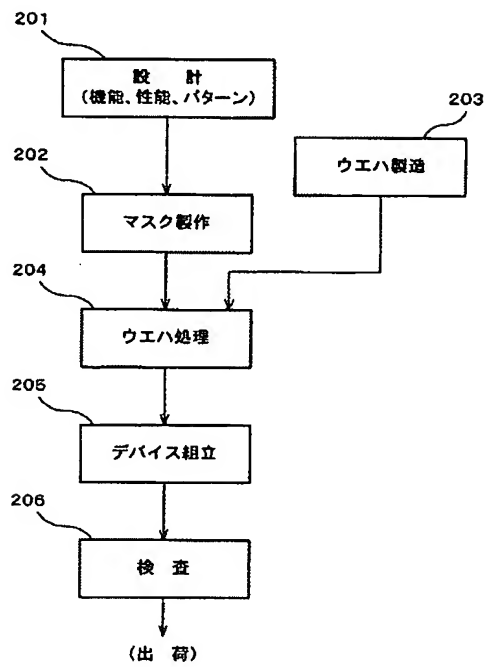 201
設 計
(機能、性能、パターン)
203
ウエハ製造
202
マスク製作
204
ウエハ処理
205
デバイス組立
206
検 査
(出 荷)